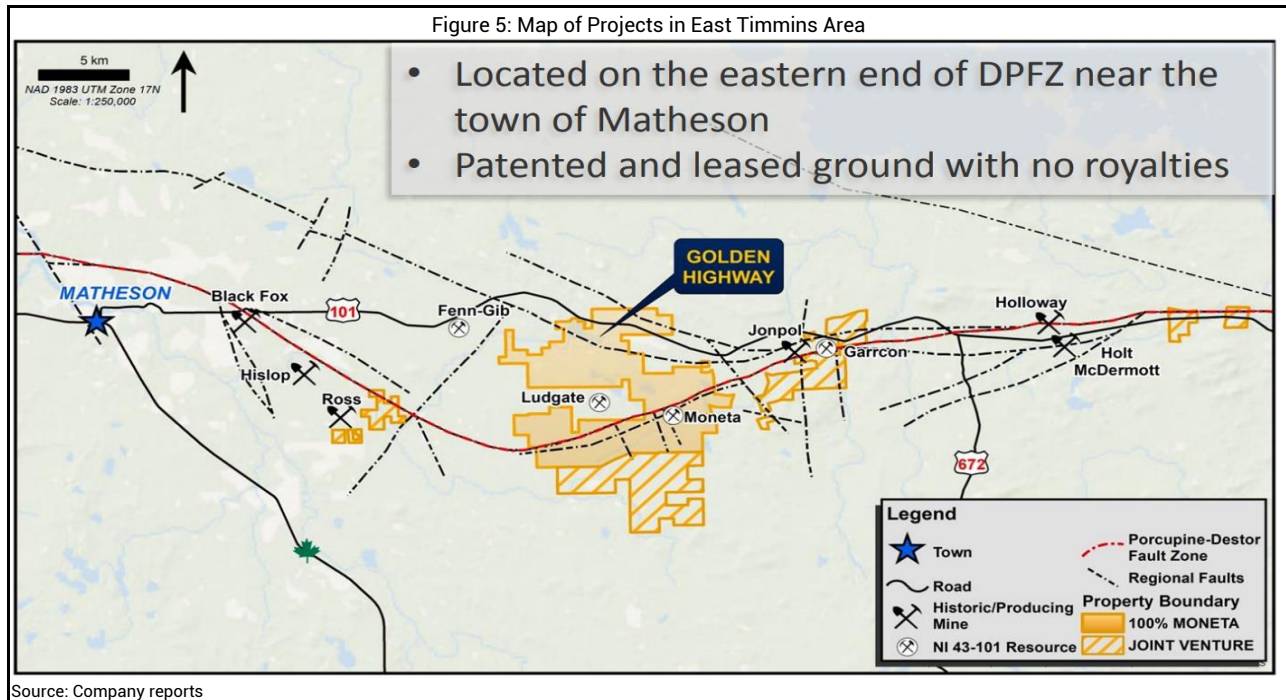 Figure 5: Map of Projects in East Timmins Area
5 km
NAD 1983 UTM Zone 17N
Scale: 1:250,000
• Located on the eastern end of DPFZ near the
town of Matheson
• Patented and leased ground with no royalties
GOLDEN
HIGHWAY
MATHESON
Black Fox
101
Fenn-Gib
Holloway
Jonpol
Garrcon
Holt
McDermott
Hislop
Ross
Ludgate
Moneta
672
Legend
Town
Road
Historic/Producing
Mine
NI 43-101 Resource
Porcupine-Destor
Fault Zone
Regional Faults
Property Boundary
100% MONETA
JOINT VENTURE
Source: Company reports